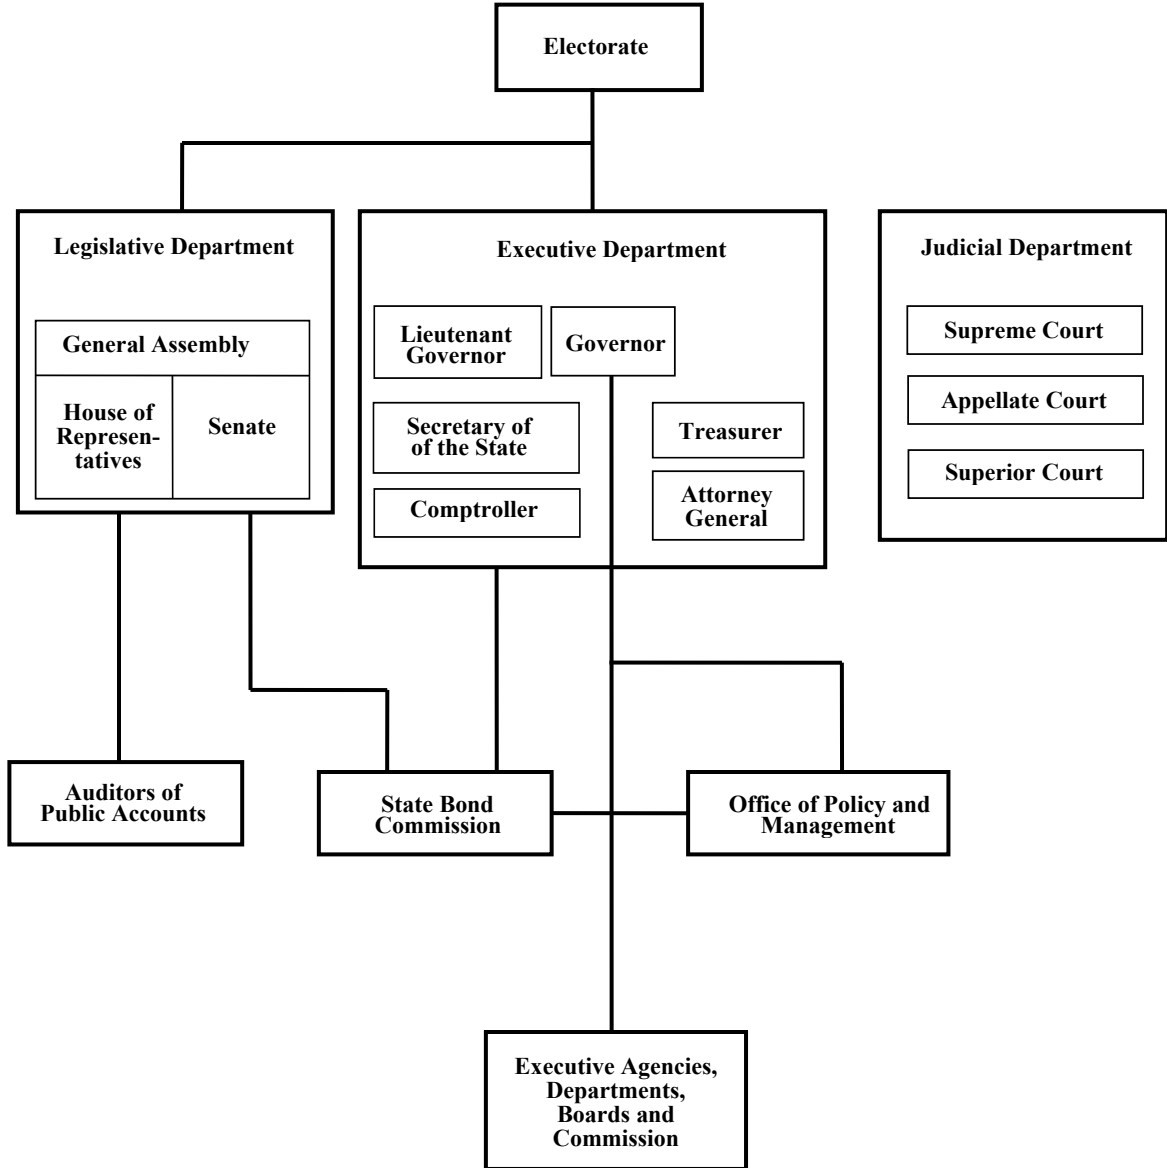 Electorate
Legislative Department
General Assembly
House of
Represen-
tatives
Senate
Executive Department
Lieutenant
Governor
Governor
Secretary of
of the State
Treasurer
Comptroller
Attorney
General
Judicial Department
Supreme Court
Appellate Court
Superior Court
Auditors of
Public Accounts
State Bond
Commission
Office of Policy and
Management
Executive Agencies,
Departments,
Boards and
Commission